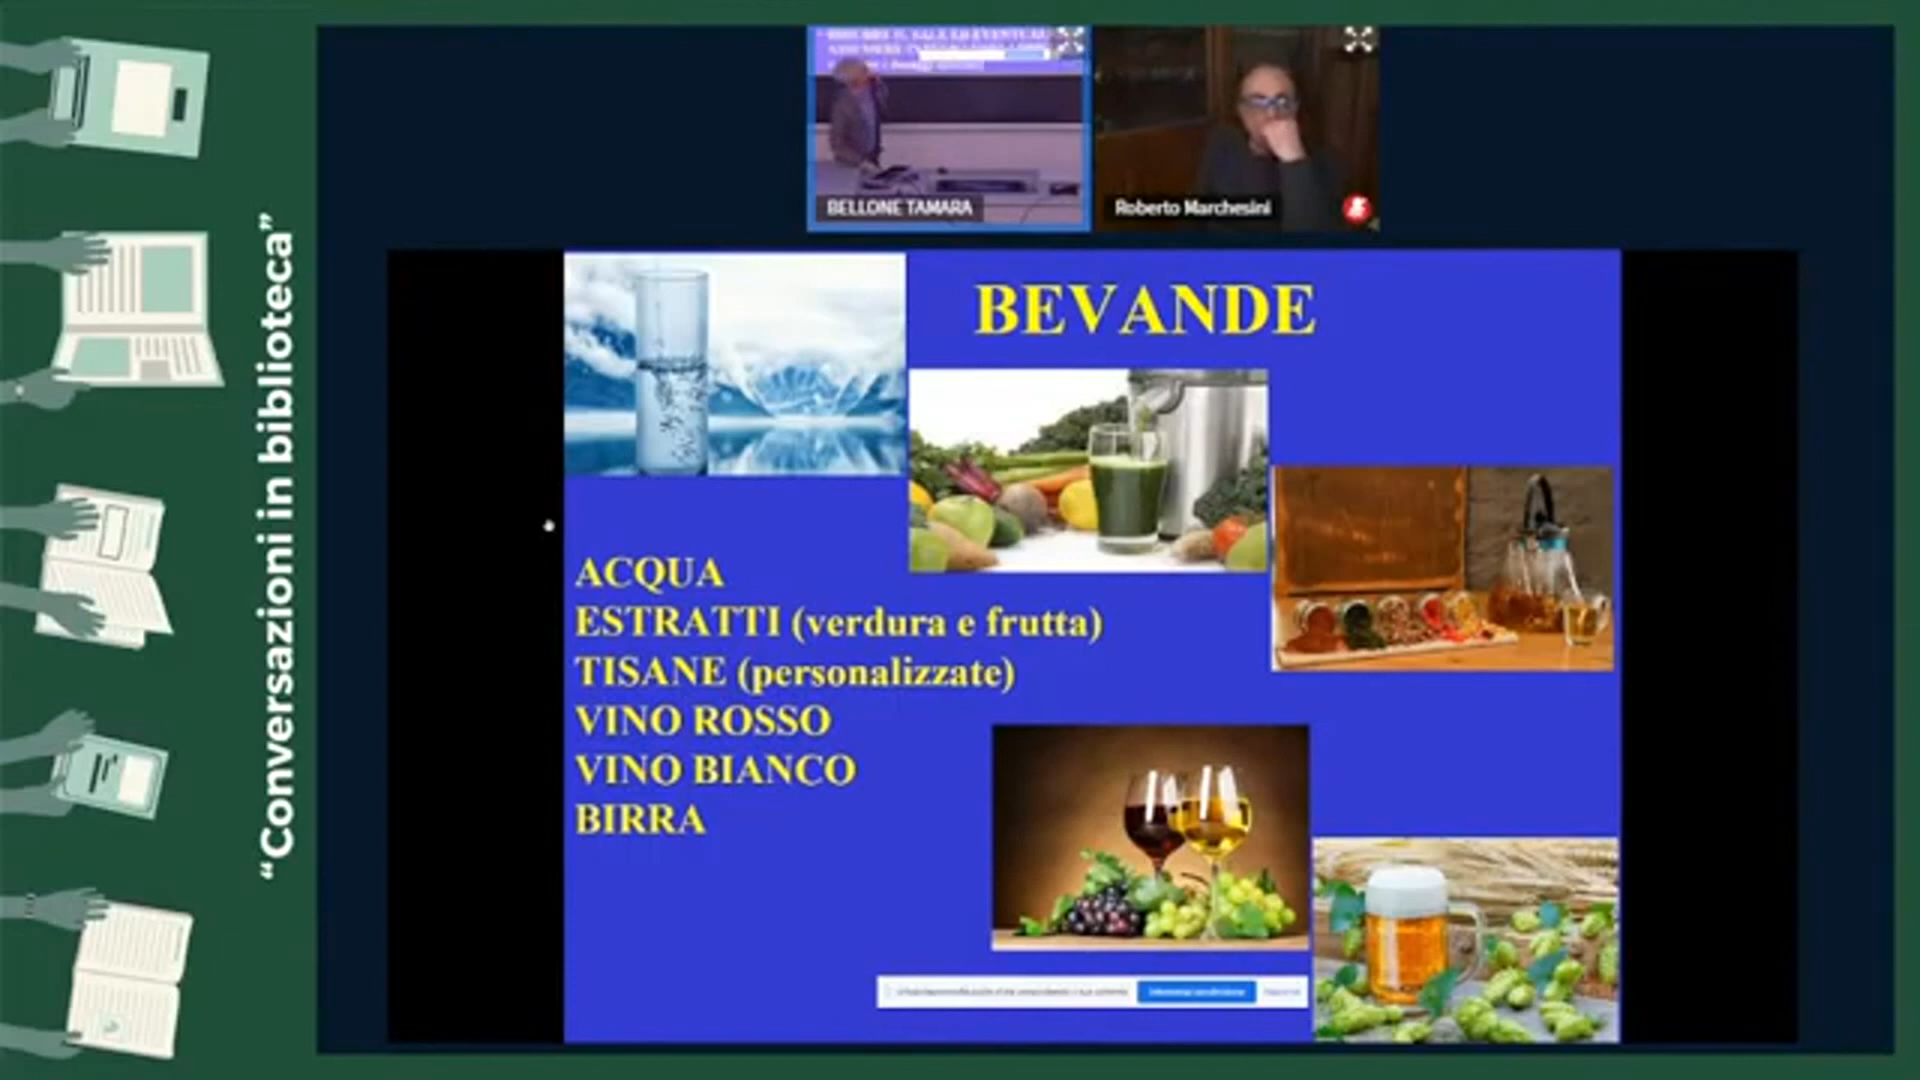 “Conversazioni in biblioteca”
BELLONE TAMARA
Roberto Marchesini
BEVANDE
ACQUA
ESTRATTI (verdura e frutta)
TISANE (personalizzate)
VINO ROSSO
VINO BIANCO
BIRRA